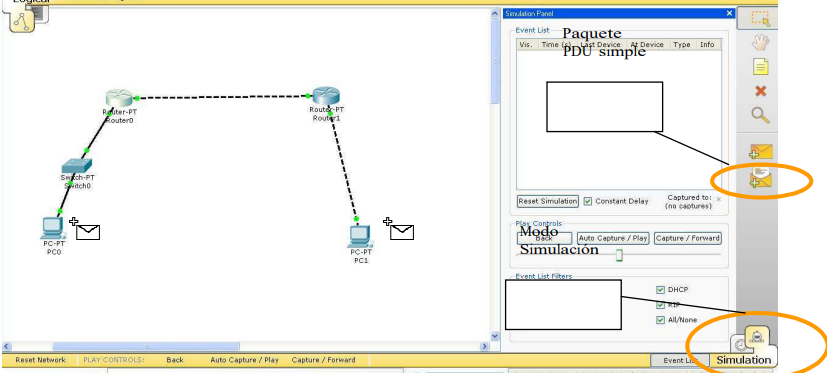 Logical
Simulation Panel
Event List
Paquete
Vis. Time (s) Last Device At Device Type Info
PDU simple
Router-PT
Router0
Router-PT
Router1
Switch-PT
Switch0
PC-PT
PC0
PC-PT
PC1
Reset Simulation Constant Delay Captured to:
(no captures)
Play Controls
Modo
Back Auto Capture / Play Capture / Forward
Simulación
Event List Filters
DHCP
RIP
All/None
Reset Network PLAY CONTROLS: Back Auto Capture / Play Capture / Forward Event List Simulation